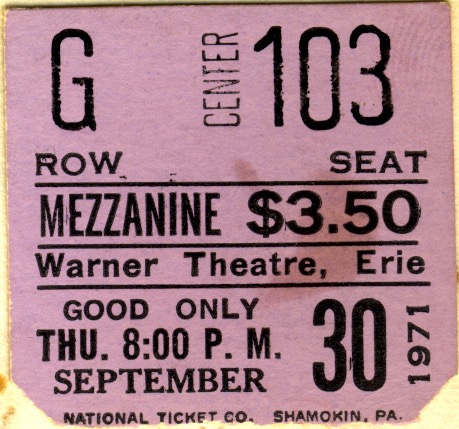 G CENTER 103
ROW SEAT
MEZZANINE $3.50
Warner Theatre, Erie
GOOD ONLY
THU. 8:00 P. M.
SEPTEMBER 30 1971
NATIONAL TICKET CO. SHAMOKIN, PA.